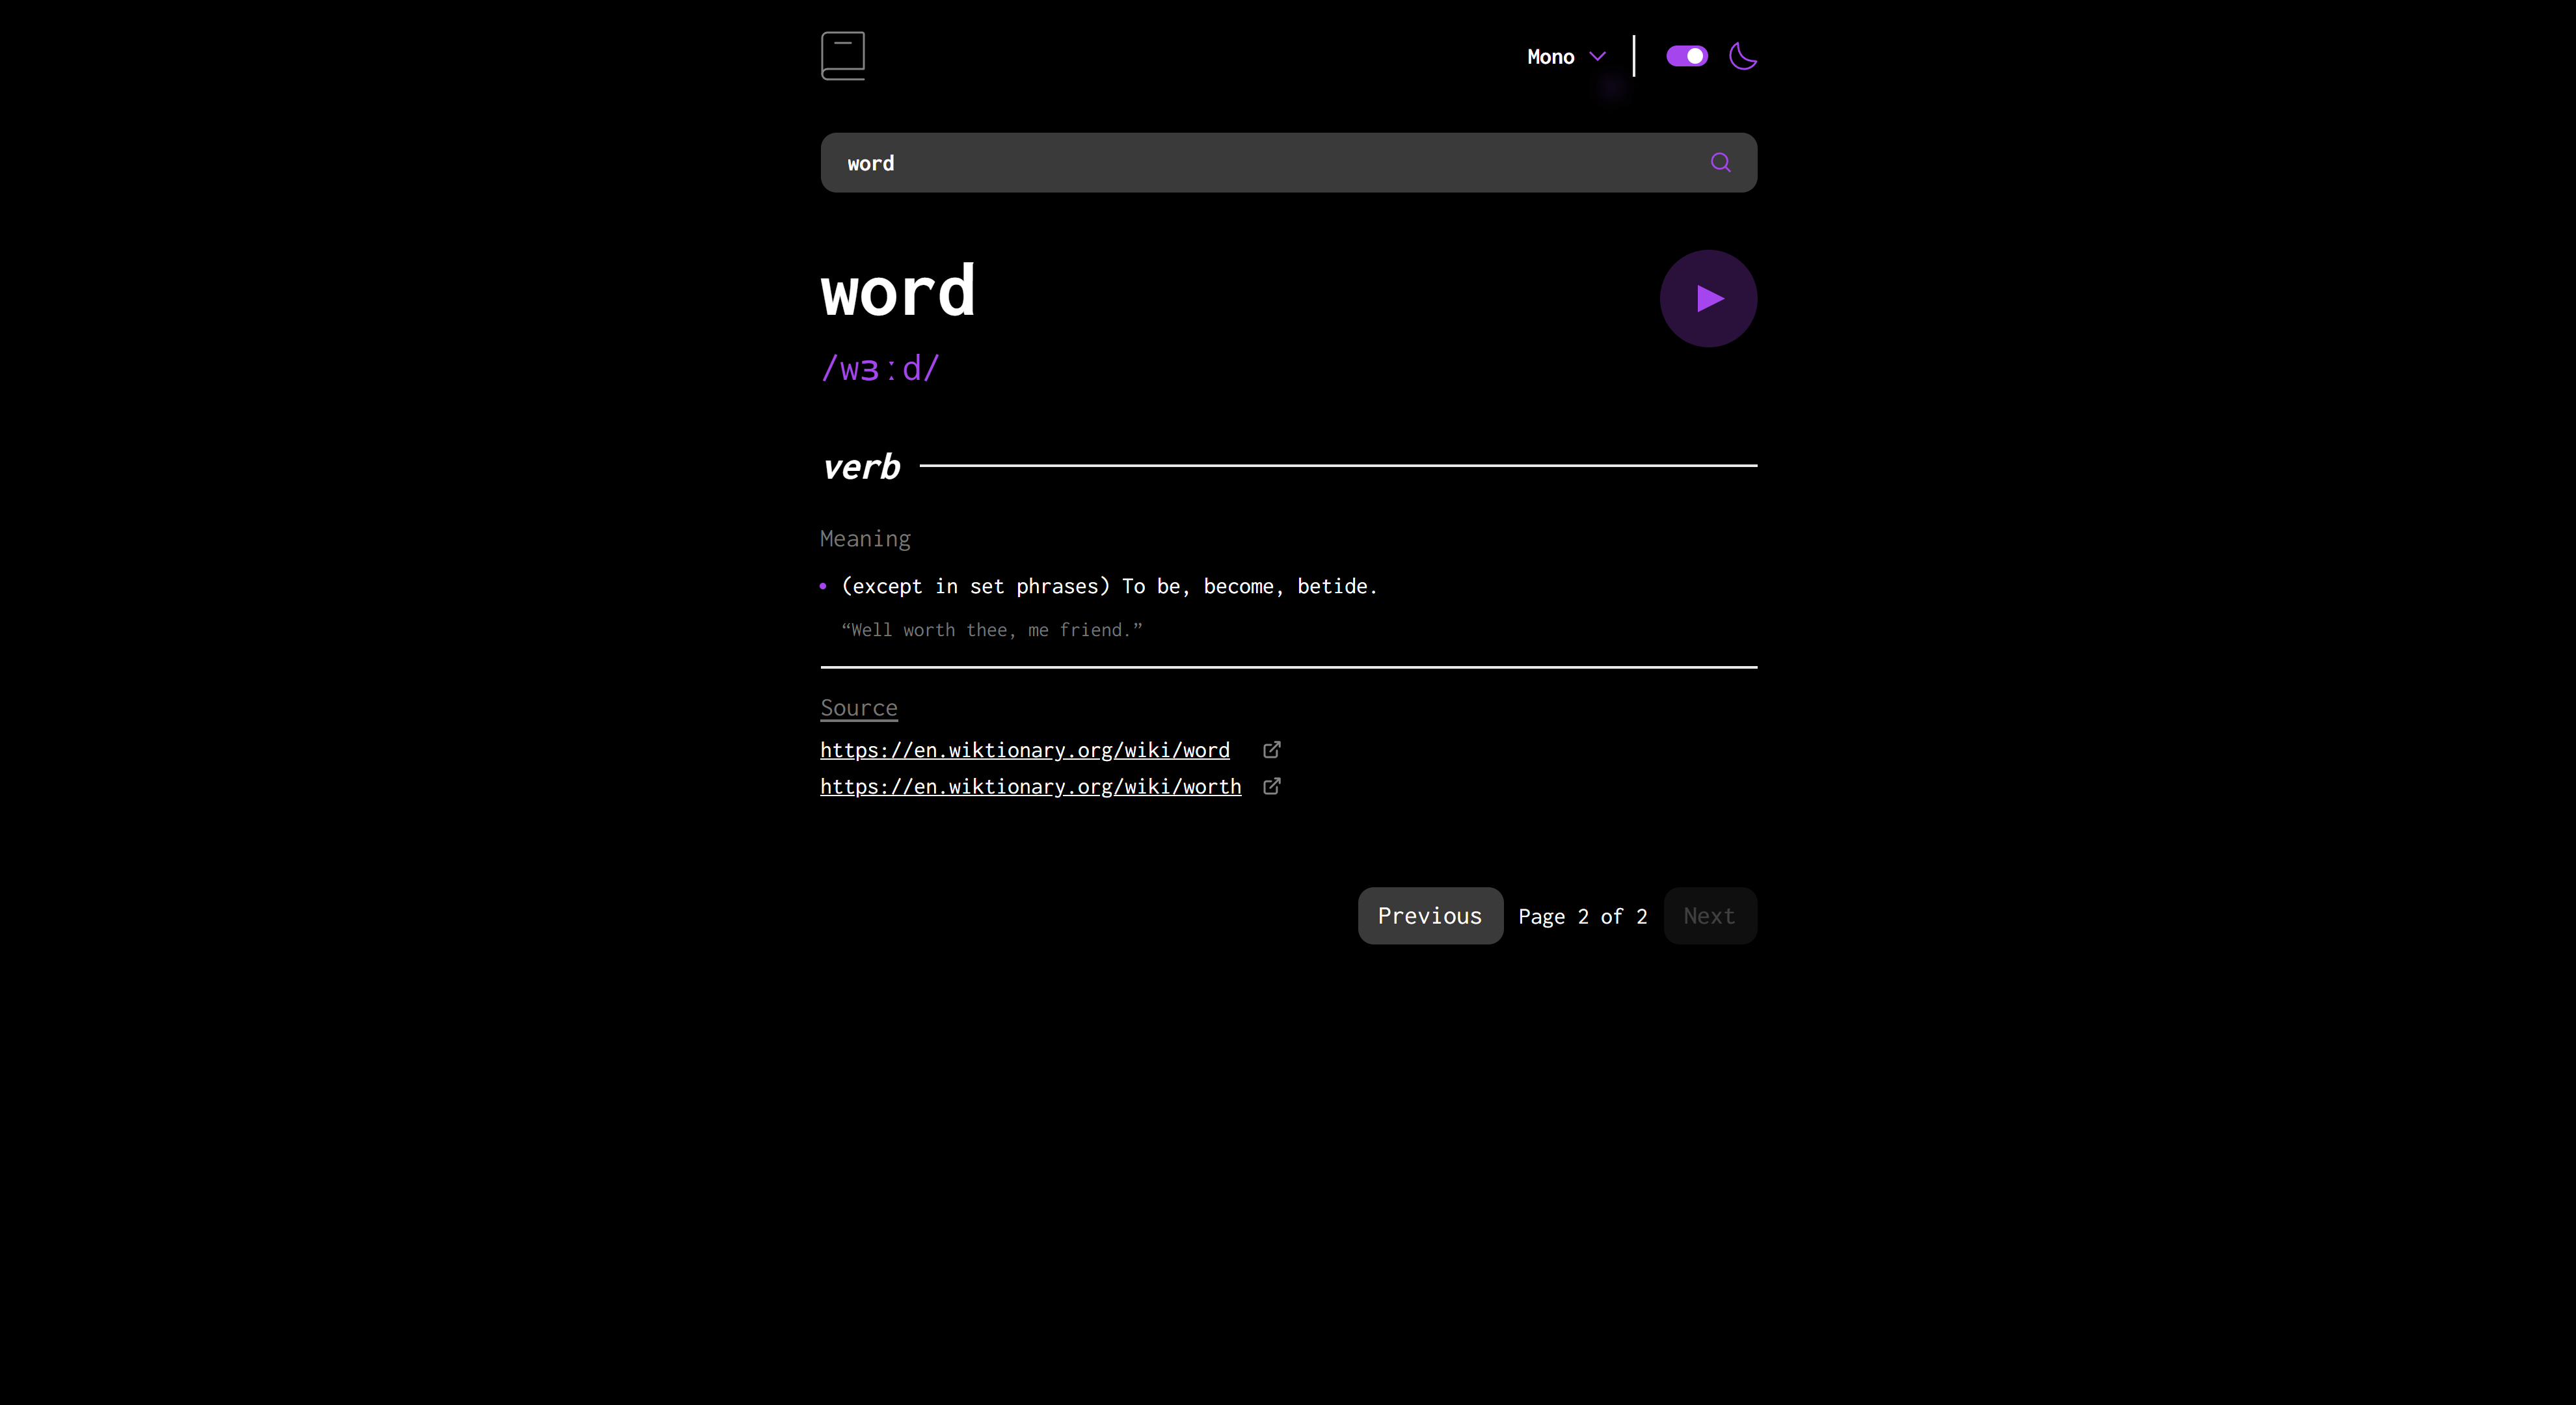 Mono
word
word
/wɜːd/
verb
Meaning
(except in set phrases) To be, become, betide.
“Well worth thee, me friend.”
Source
https://en.wiktionary.org/wiki/word
https://en.wiktionary.org/wiki/worth
Previous Page 2 of 2 Next